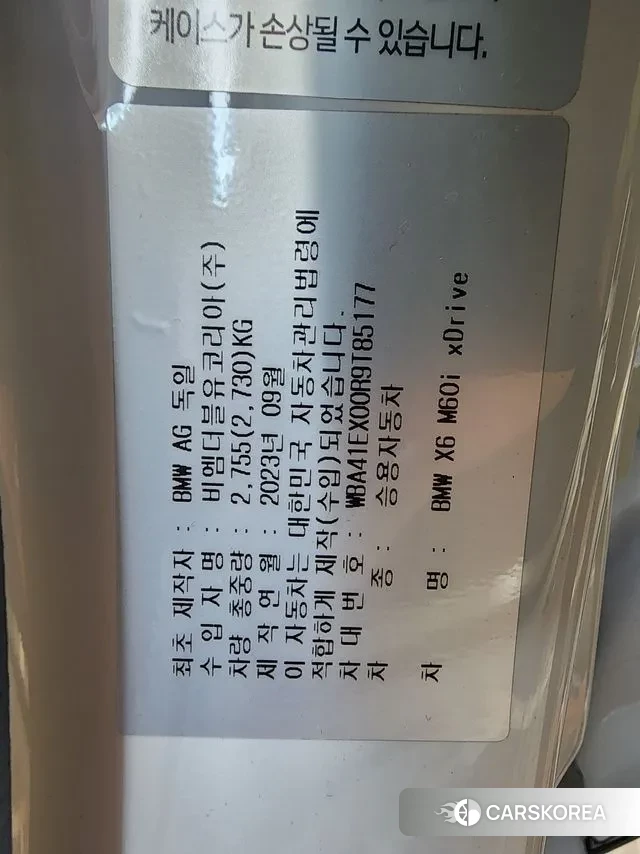 케이스가 손상될 수 있습니다.
최초 제작자 : BMW AG 독일
수 입 자 명 : 비엠더블유코리아(주)
차량 총중량 : 2,755(2,730)KG
제 작 연 월 : 2023년 09월
이 자동차는 대한민국 자동차관리법령에
적합하게 제작(수입)되었습니다.
차 대 번 호 : WBA41EX00R9T85177
차 종 : 승용자동차
차 명 : BMW X6 M60i xDrive
CARSKOREA